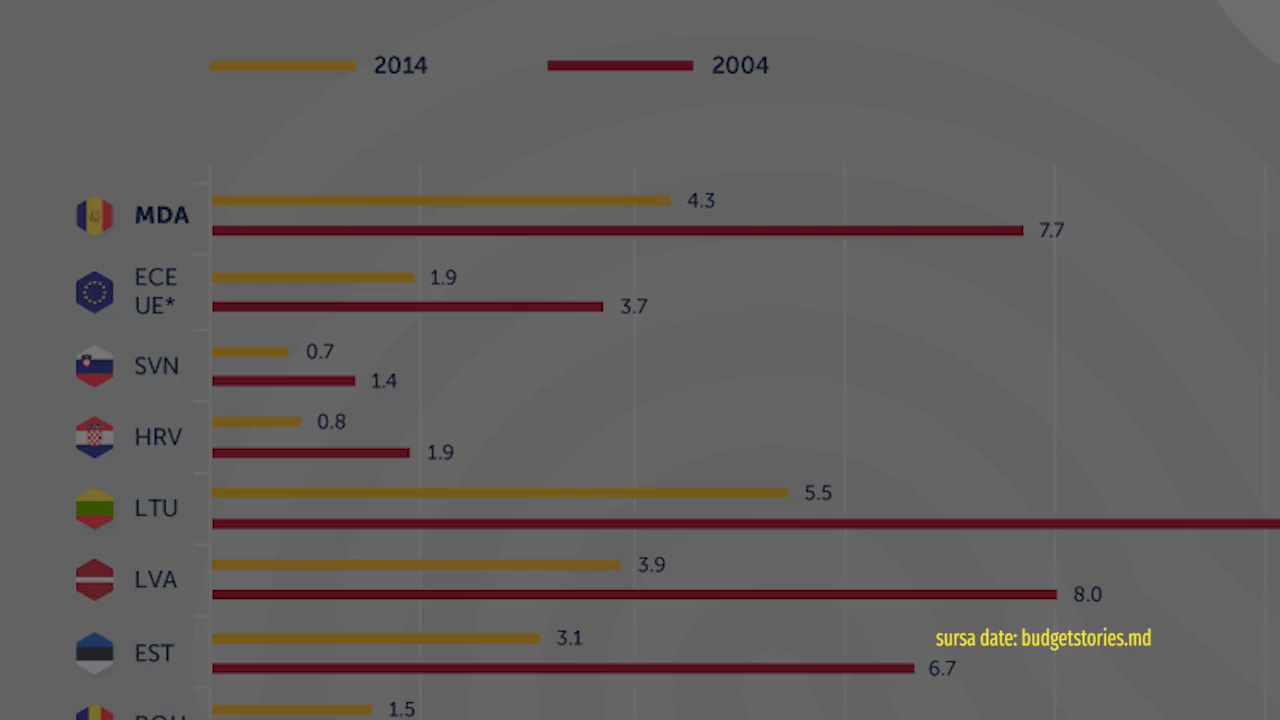 2014 2004
MDA 4.3
7.7
ECE 1.9
UE* 3.7
SVN 0.7
1.4
HRV 0.8
1.9
LTU 5.5
LVA 3.9
8.0
EST 3.1
6.7
sursa date: budgetstories.md
1.5